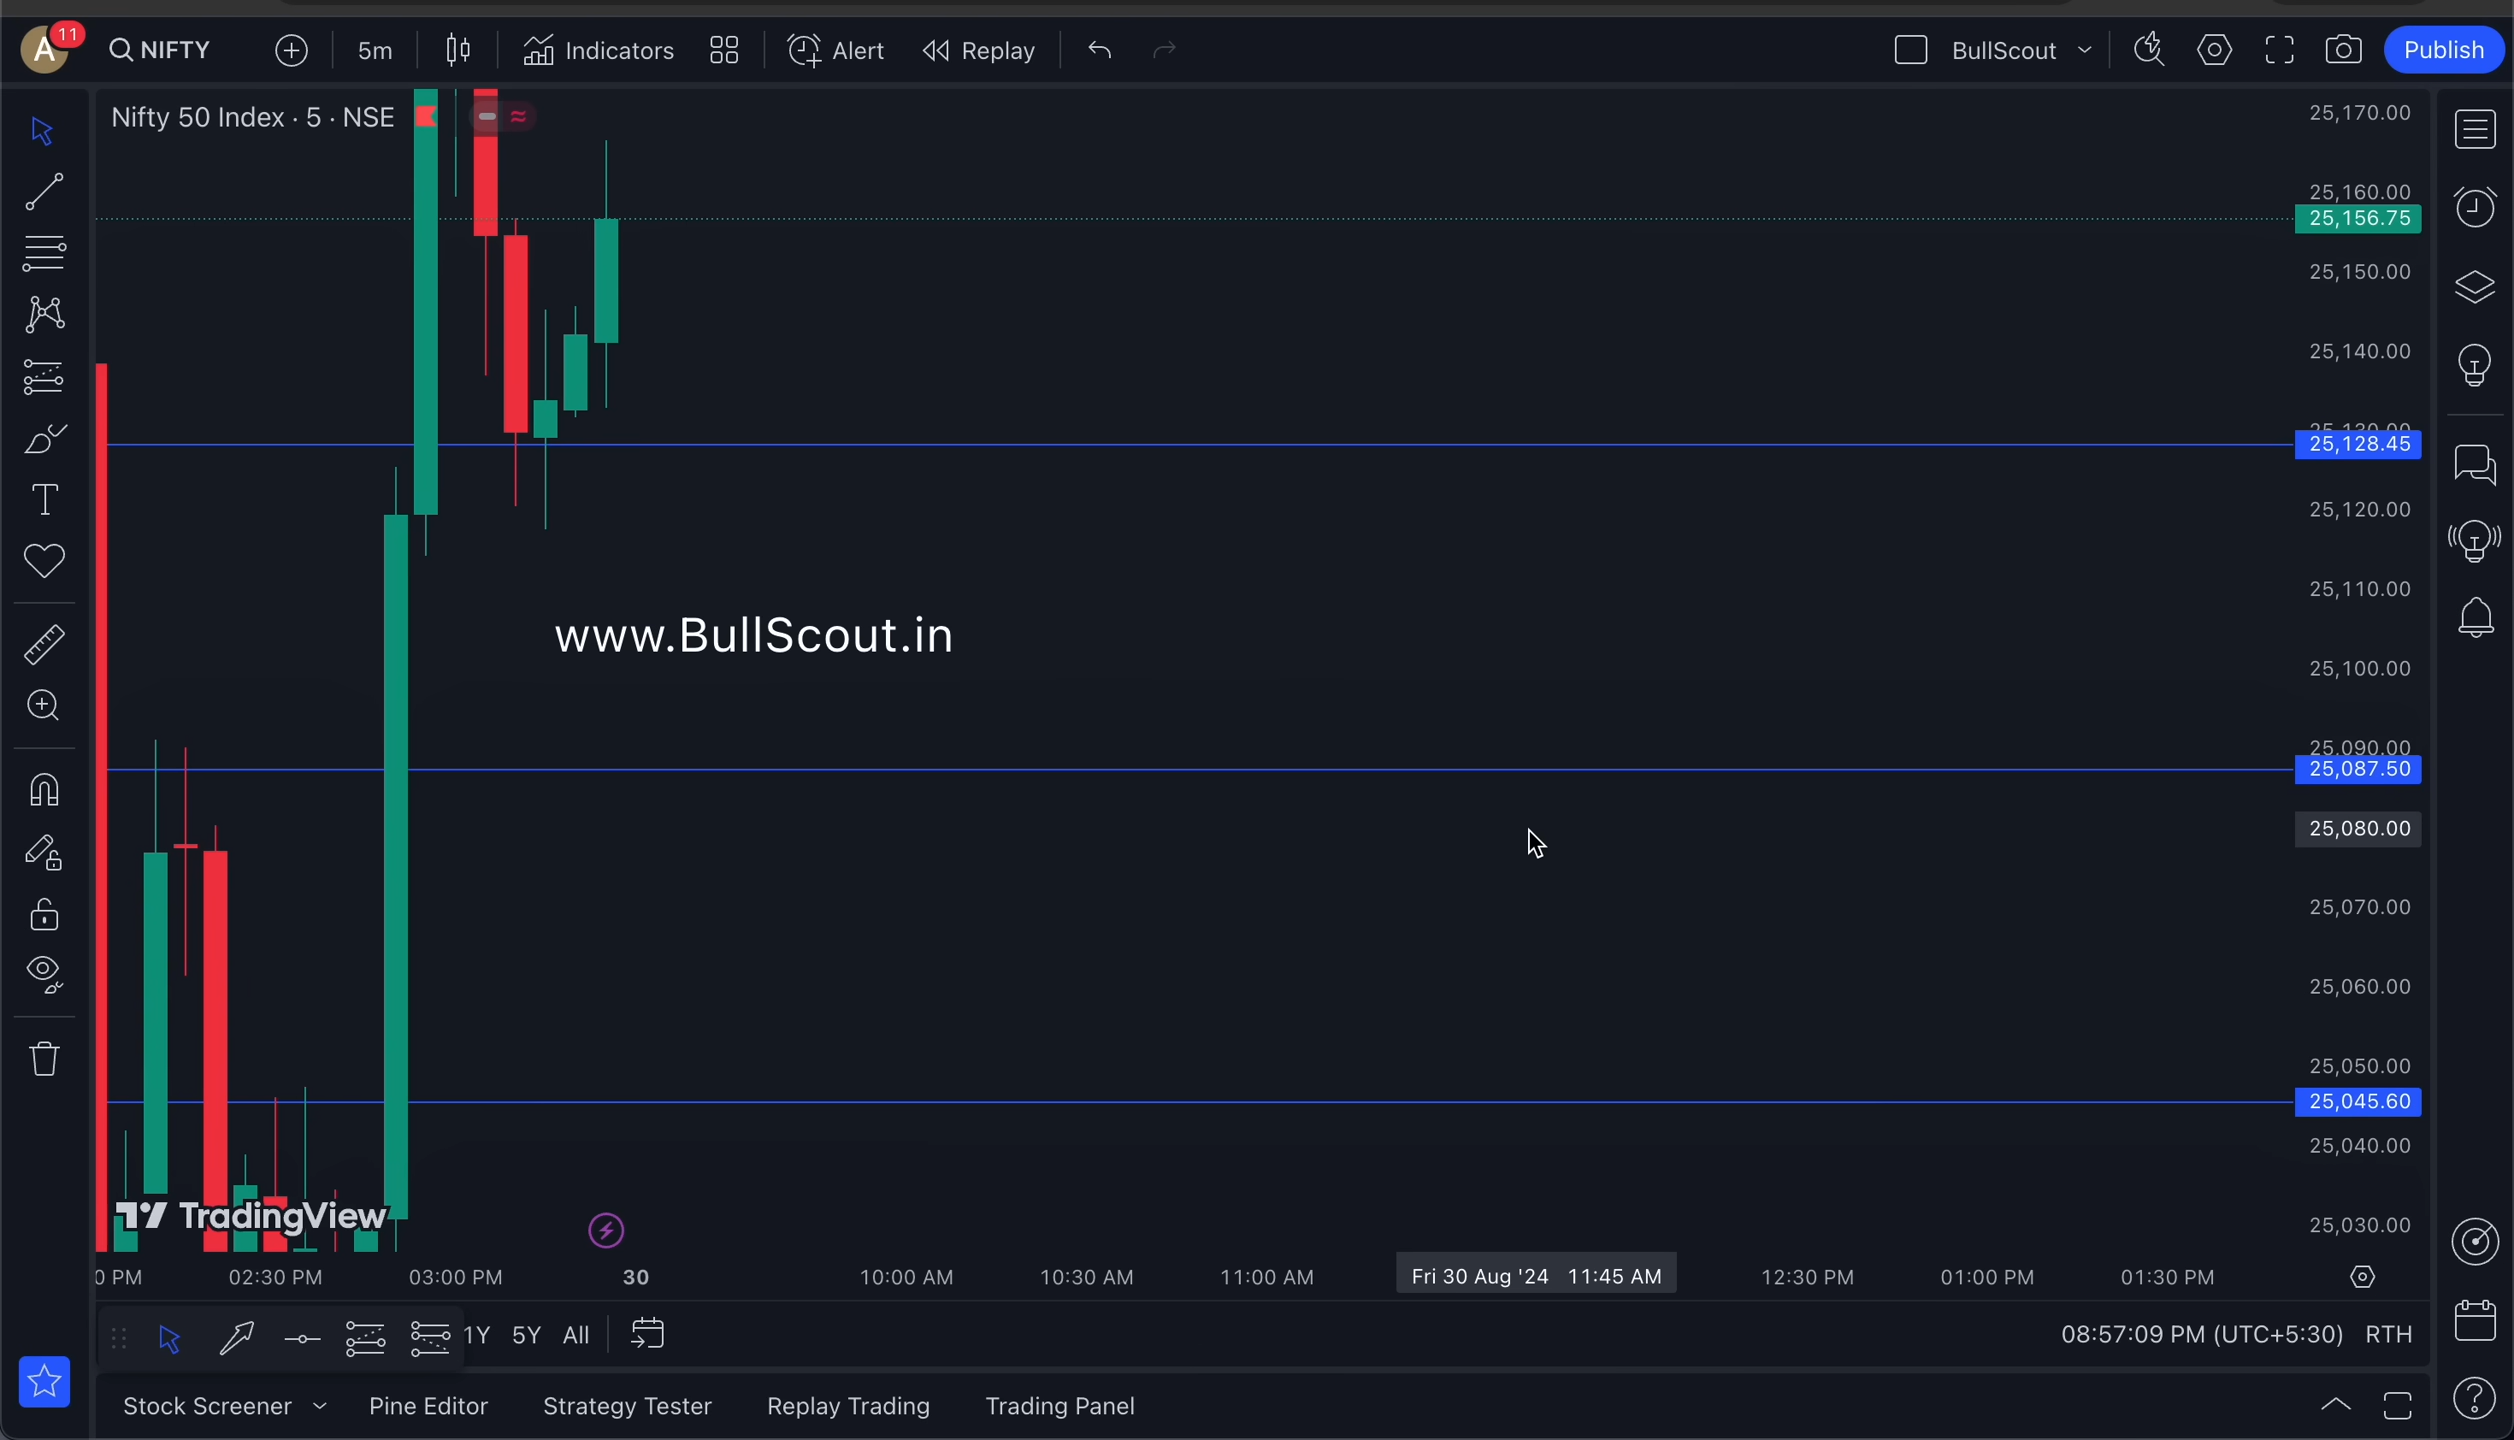 A
11
NIFTY
5m
Indicators
Alert
Replay
BullScout
Publish
Nifty 50 Index · 5 · NSE
25,170.00
25,160.00
25,156.75
25,150.00
25,140.00
25,130.00
25,128.45
25,120.00
25,110.00
www.BullScout.in
25,100.00
25,090.00
25,087.50
25,080.00
25,070.00
25,060.00
25,050.00
25,045.60
25,040.00
TradingView
25,030.00
0 PM 02:30 PM 03:00 PM 30 10:00 AM 10:30 AM 11:00 AM Fri 30 Aug '24 11:45 AM 12:30 PM 01:00 PM 01:30 PM
1Y 5Y All
08:57:09 PM (UTC+5:30) RTH
Stock Screener Pine Editor Strategy Tester Replay Trading Trading Panel